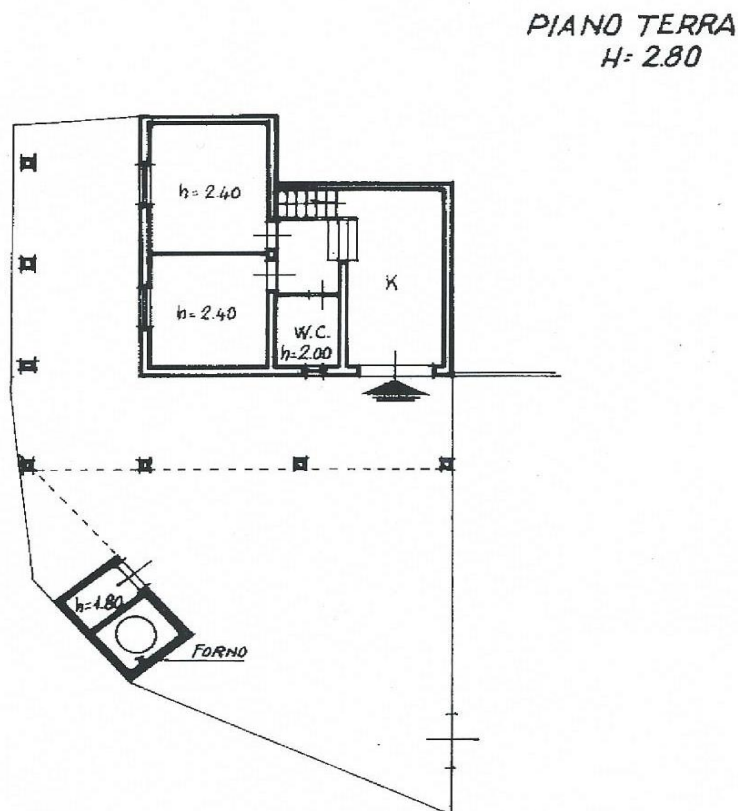 PIANO TERRA
H= 2.80
h= 2.40
K
h= 2.40
W.C.
h=2.00
h=1.80
FORNO